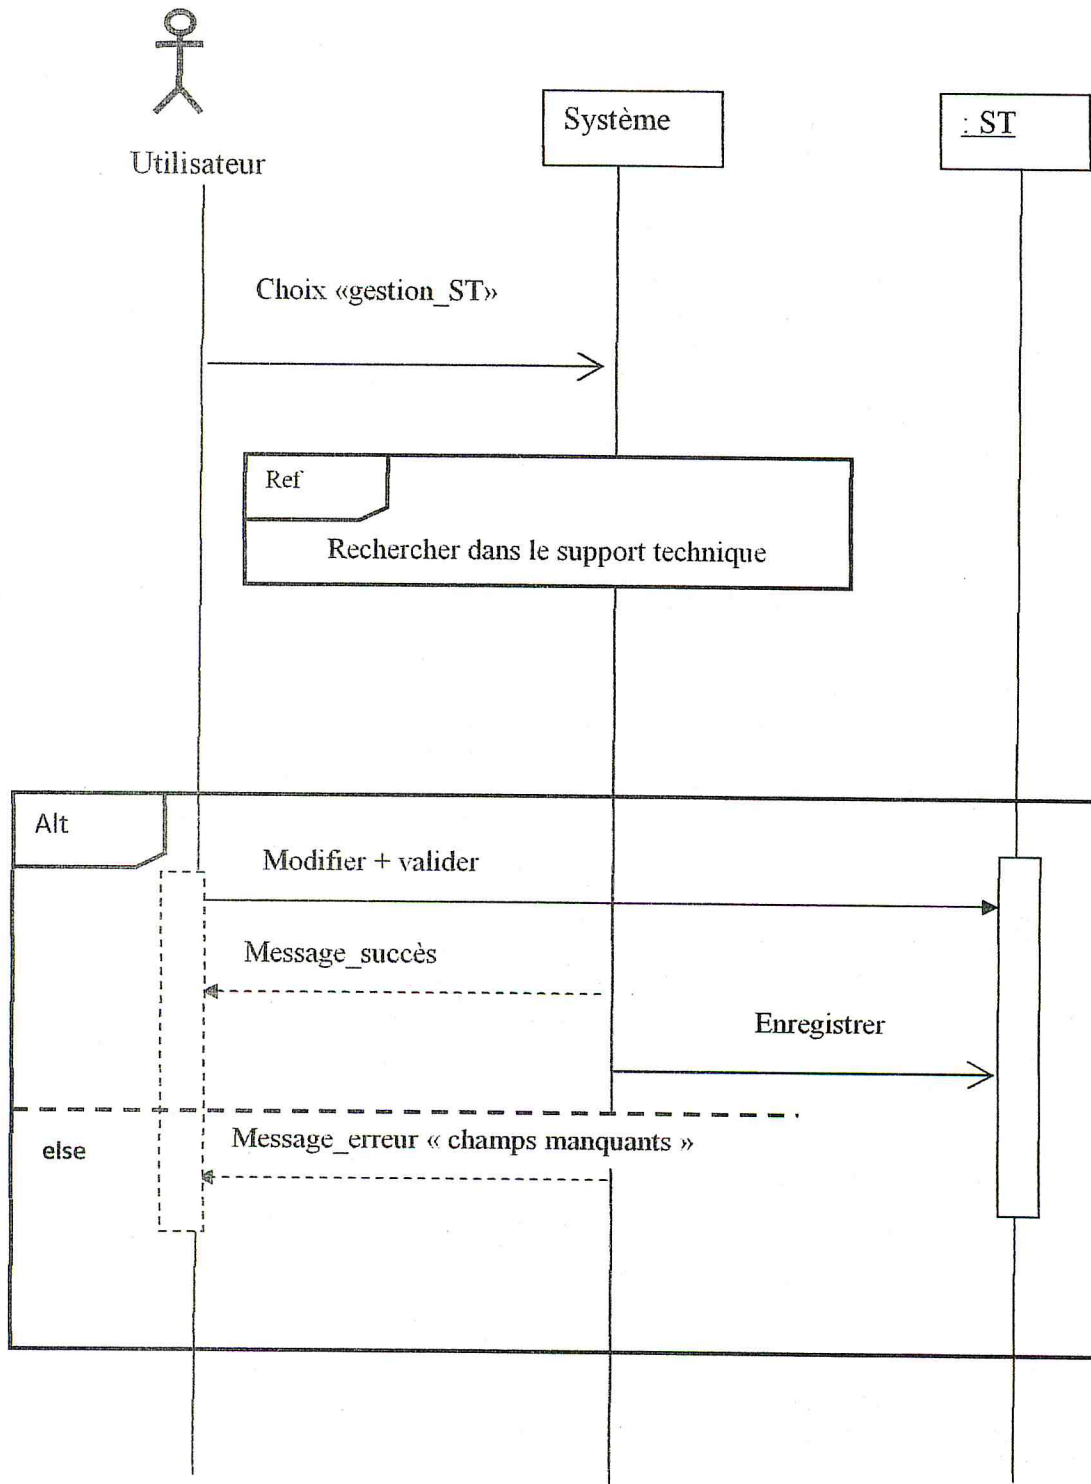 Utilisateur
Système
: ST
Choix «gestion_ST»
Ref
Rechercher dans le support technique
Alt
Modifier + valider
Message_succès
Enregistrer
else
Message_erreur « champs manquants »